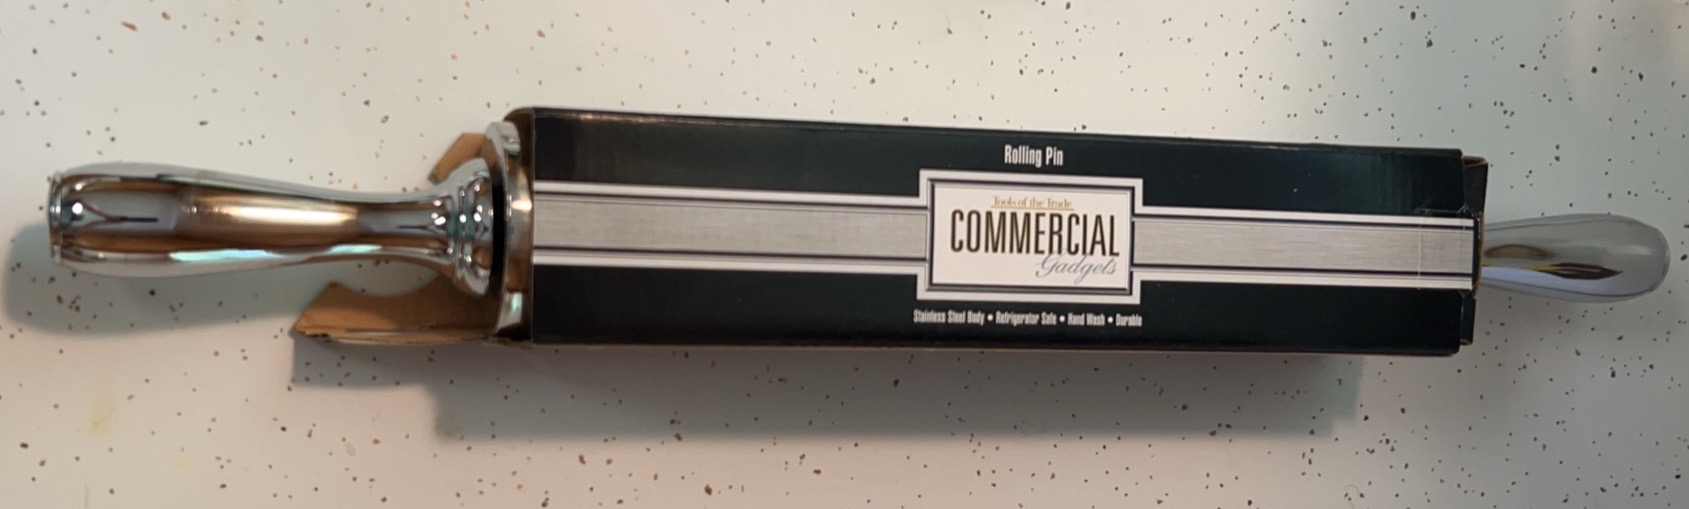 Rolling Pin
Tools of the Trade
COMMERCIAL
Gadgets
Stainless Steel Body • Refrigerator Safe • Hand Wash • Durable